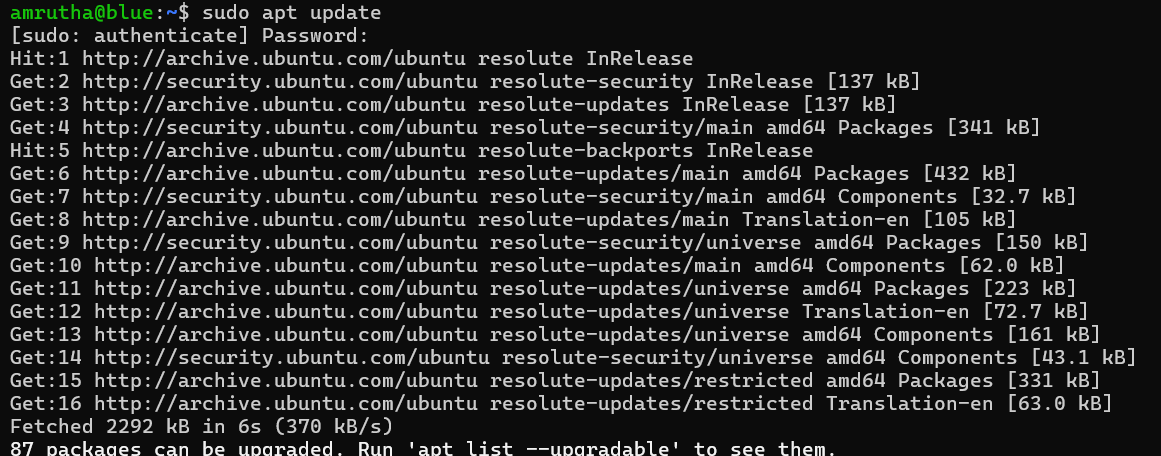 amrutha@blue:~$ sudo apt update
[sudo: authenticate] Password:
Hit:1 http://archive.ubuntu.com/ubuntu resolute InRelease
Get:2 http://security.ubuntu.com/ubuntu resolute-security InRelease [137 kB]
Get:3 http://archive.ubuntu.com/ubuntu resolute-updates InRelease [137 kB]
Get:4 http://security.ubuntu.com/ubuntu resolute-security/main amd64 Packages [341 kB]
Hit:5 http://archive.ubuntu.com/ubuntu resolute-backports InRelease
Get:6 http://archive.ubuntu.com/ubuntu resolute-updates/main amd64 Packages [432 kB]
Get:7 http://security.ubuntu.com/ubuntu resolute-security/main amd64 Components [32.7 kB]
Get:8 http://archive.ubuntu.com/ubuntu resolute-updates/main Translation-en [105 kB]
Get:9 http://security.ubuntu.com/ubuntu resolute-security/universe amd64 Packages [150 kB]
Get:10 http://archive.ubuntu.com/ubuntu resolute-updates/main amd64 Components [62.0 kB]
Get:11 http://archive.ubuntu.com/ubuntu resolute-updates/universe amd64 Packages [223 kB]
Get:12 http://archive.ubuntu.com/ubuntu resolute-updates/universe Translation-en [72.7 kB]
Get:13 http://archive.ubuntu.com/ubuntu resolute-updates/universe amd64 Components [161 kB]
Get:14 http://security.ubuntu.com/ubuntu resolute-security/universe amd64 Components [43.1 kB]
Get:15 http://archive.ubuntu.com/ubuntu resolute-updates/restricted amd64 Packages [331 kB]
Get:16 http://archive.ubuntu.com/ubuntu resolute-updates/restricted Translation-en [63.0 kB]
Fetched 2292 kB in 6s (370 kB/s)
87 packages can be upgraded. Run 'apt list --upgradable' to see them.